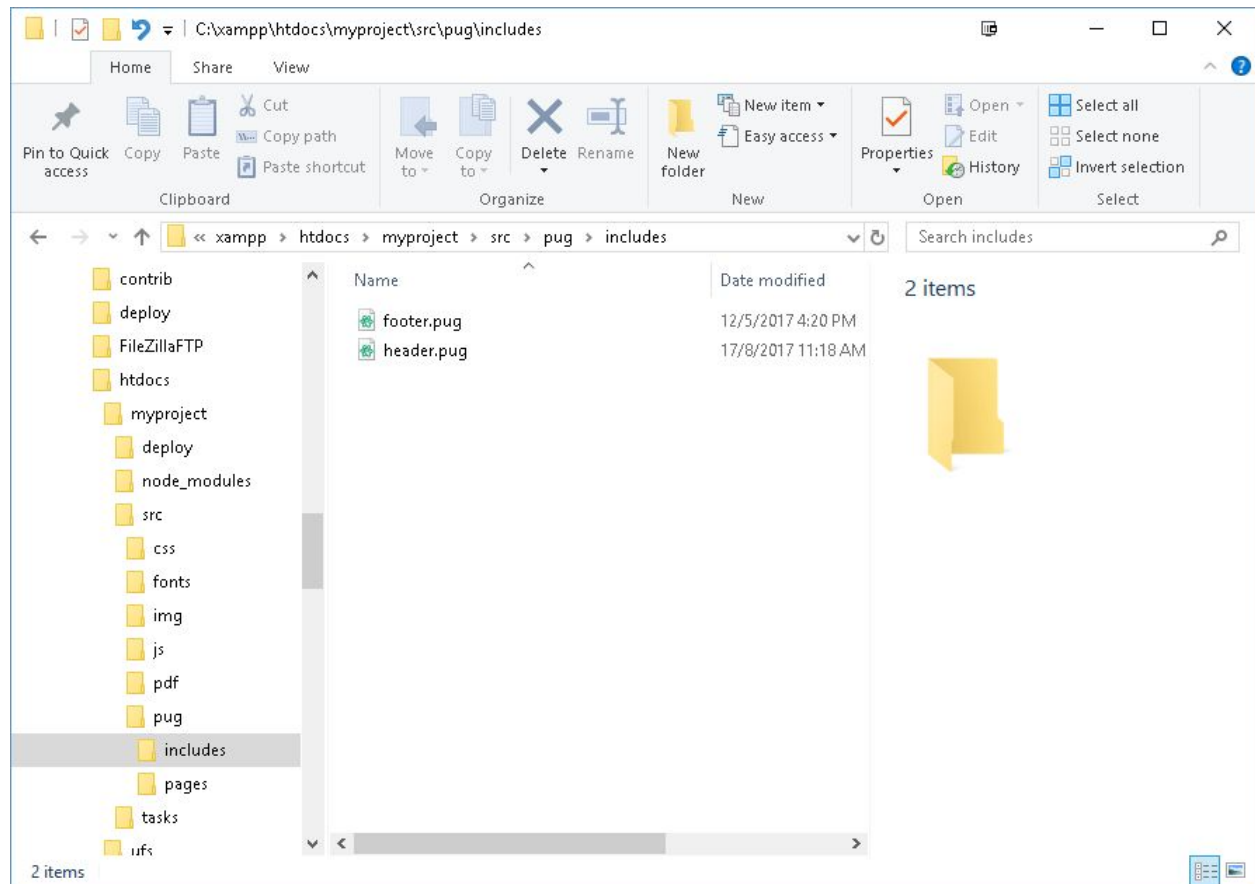 C:\xampp\htdocs\myproject\src\pug\includes
Home Share View
Pin to Quick access
Copy
Paste
Cut
Copy path
Paste shortcut
Move to
Copy to
Delete
Rename
New folder
New item
Easy access
Properties
Open
Edit
History
Select all
Select none
Invert selection
Clipboard Organize New Open Select
« xampp > htdocs > myproject > src > pug > includes
Search includes
contrib
deploy
FileZillaFTP
htdocs
myproject
deploy
node_modules
src
css
fonts
img
js
pdf
pug
includes
pages
tasks
ufs
Name Date modified
footer.pug 12/5/2017 4:20 PM
header.pug 17/8/2017 11:18 AM
2 items
2 items